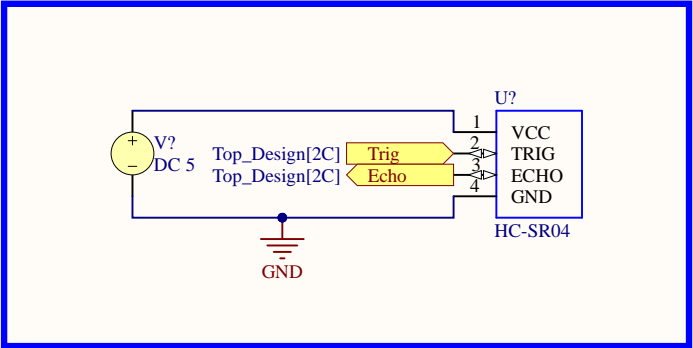 U?
1
VCC
V?
DC 5
+
−
Top_Design[2C]
Trig
2
TRIG
Top_Design[2C]
Echo
3
ECHO
4
GND
HC-SR04
GND